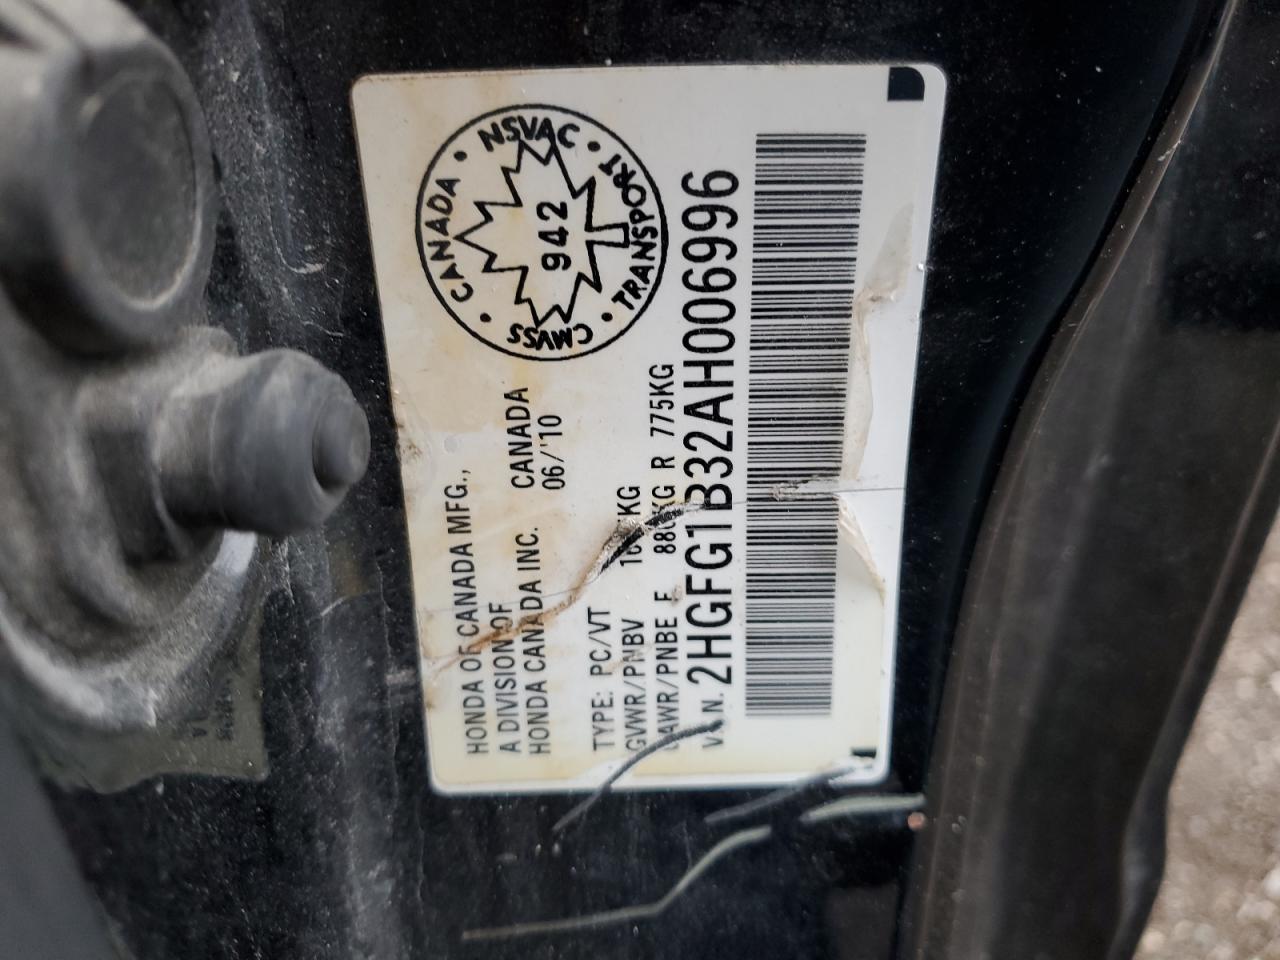 HONDA OF CANADA MFG.,
A DIVISION OF
HONDA CANADA INC. CANADA
06/'10
TYPE: PC/VT
GVWR/PNBV KG
GAWR/PNBE F 880KG R 775KG
V.I.N. 2HGFG1B32AH006996
CANADA • NSVAC • TRANSPORT • CMVSS •
942